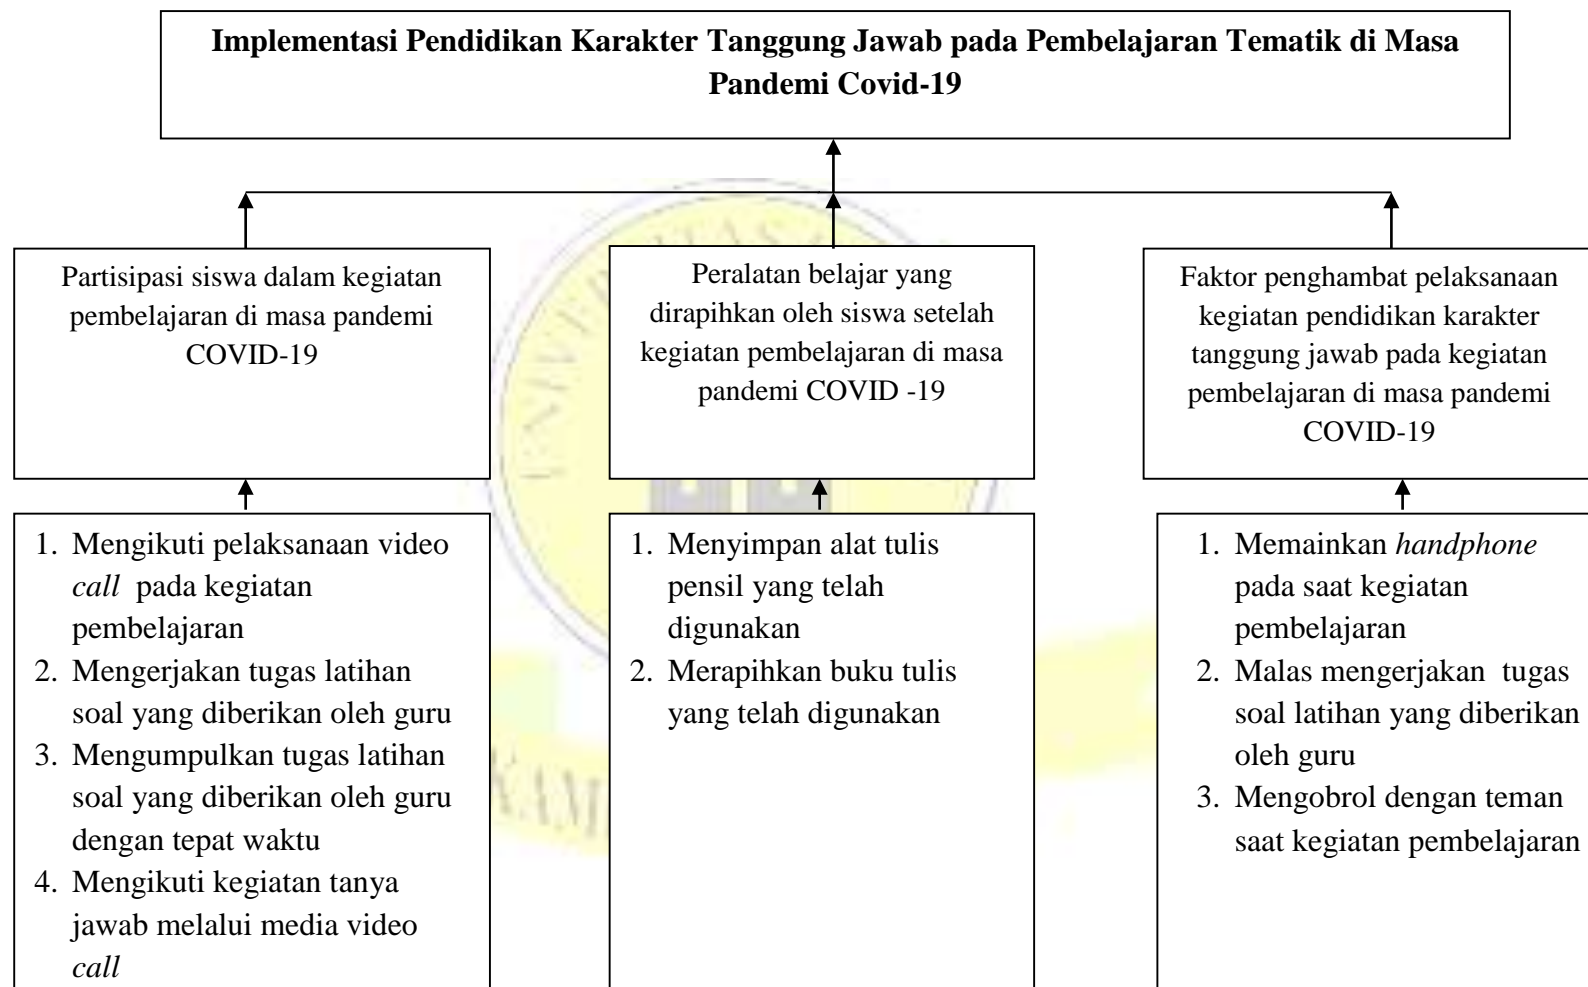 Implementasi Pendidikan Karakter Tanggung Jawab pada Pembelajaran Tematik di Masa
Pandemi Covid-19
Partisipasi siswa dalam kegiatan
pembelajaran di masa pandemi
COVID-19
Peralatan belajar yang
dirapihkan oleh siswa setelah
kegiatan pembelajaran di masa
pandemi COVID -19
Faktor penghambat pelaksanaan
kegiatan pendidikan karakter
tanggung jawab pada kegiatan
pembelajaran di masa pandemi
COVID-19
1. Mengikuti pelaksanaan video
call pada kegiatan
pembelajaran
2. Mengerjakan tugas latihan
soal yang diberikan oleh guru
3. Mengumpulkan tugas latihan
soal yang diberikan oleh guru
dengan tepat waktu
4. Mengikuti kegiatan tanya
jawab melalui media video
call
1. Menyimpan alat tulis
pensil yang telah
digunakan
2. Merapihkan buku tulis
yang telah digunakan
1. Memainkan handphone
pada saat kegiatan
pembelajaran
2. Malas mengerjakan tugas
soal latihan yang diberikan
oleh guru
3. Mengobrol dengan teman
saat kegiatan pembelajaran